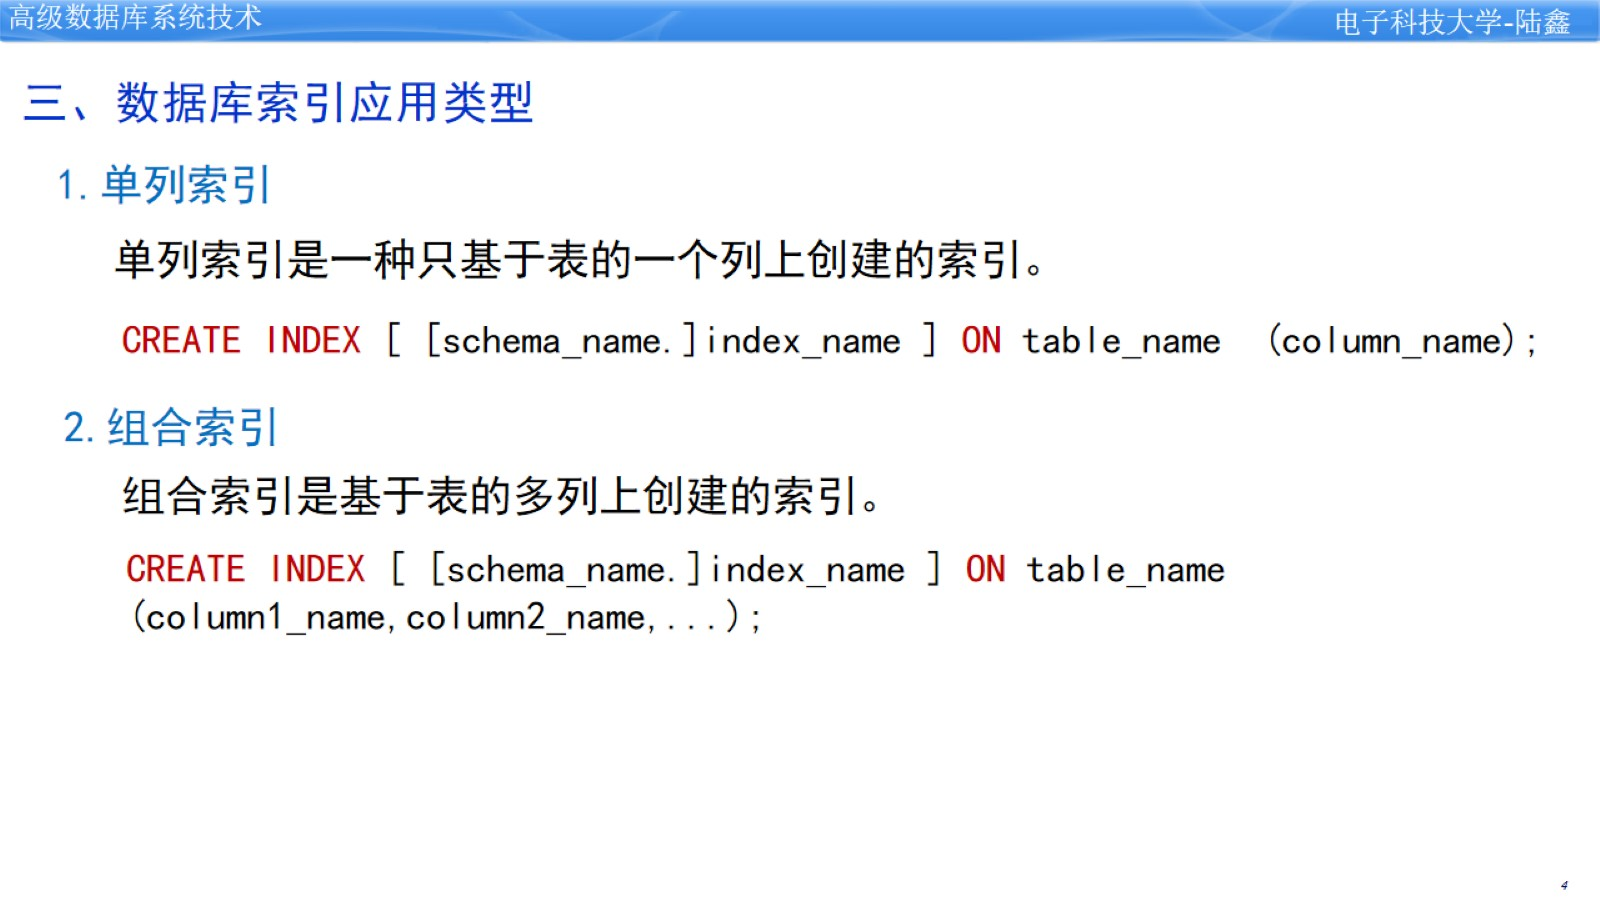 高级数据库系统技术
电子科技大学-陆鑫
三、数据库索引应用类型
1.单列索引
单列索引是一种只基于表的一个列上创建的索引。
CREATE INDEX [ [schema_name.]index_name ] ON table_name (column_name);
2.组合索引
组合索引是基于表的多列上创建的索引。
CREATE INDEX [ [schema_name.]index_name ] ON table_name
(column1_name,column2_name,...);
4